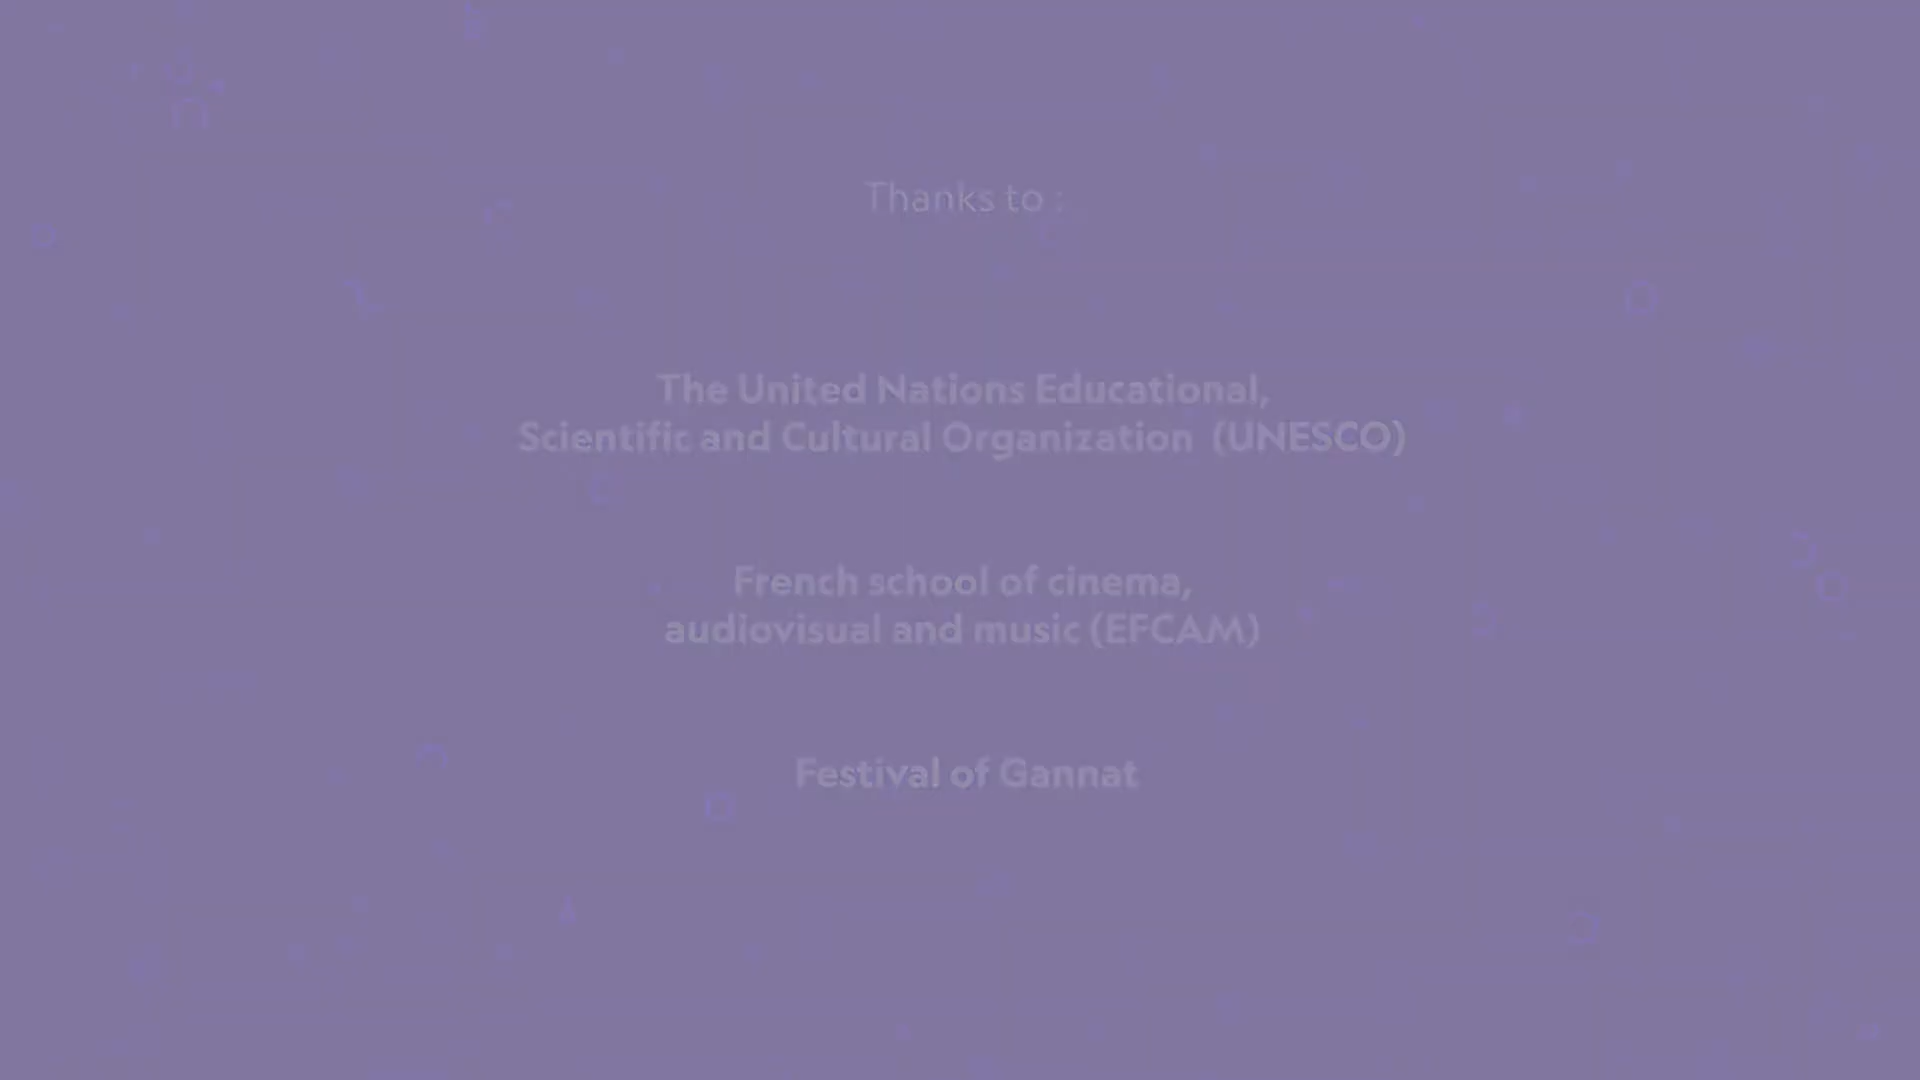 Thanks to :
The United Nations Educational,
Scientific and Cultural Organization (UNESCO)
French school of cinema,
audiovisual and music (EFCAM)
Festival of Gannat